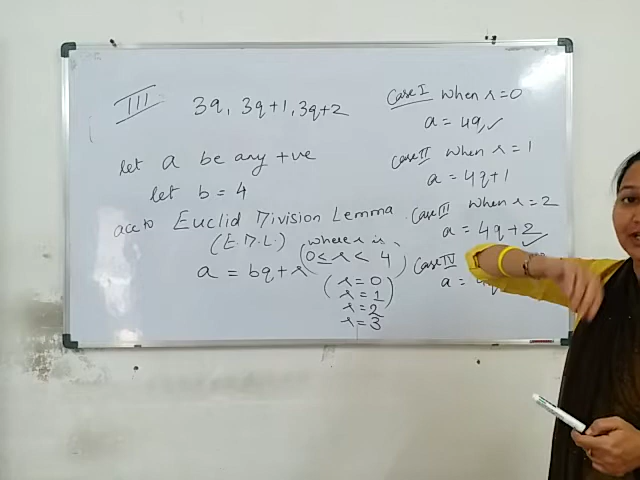 III 3q, 3q+1, 3q+2
let a be any +ve
let b = 4
acc to Euclid Division Lemma.
(E.D.L.) (where r is
0 ≤ r < 4)
a = bq + r
(r = 0
r = 1)
r = 2
r = 3
Case I when r = 0
a = 4q ✓
Case II when r = 1
a = 4q + 1
Case III when r = 2
a = 4q + 2 ✓
Case IV
a =